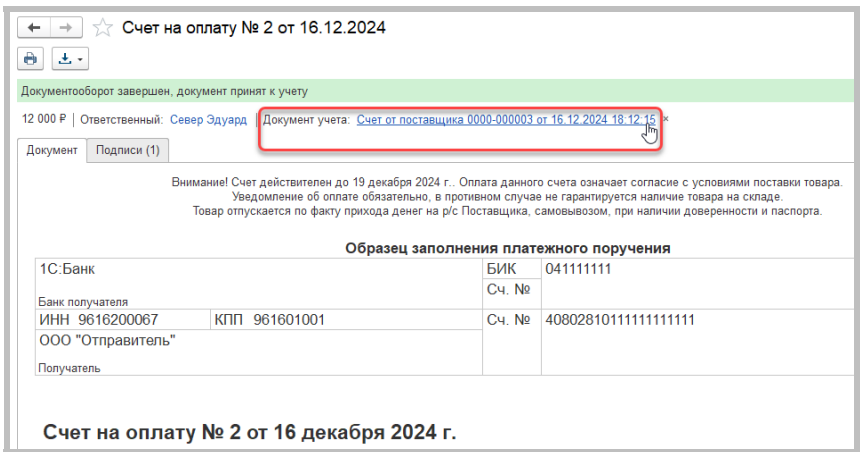 Счет на оплату № 2 от 16.12.2024
Документооборот завершен, документ принят к учету
12 000 ₽ | Ответственный: Север Эдуард | Документ учета: Счет от поставщика 0000-000003 от 16.12.2024 18:12:15 ×
Документ Подписи (1)
Внимание! Счет действителен до 19 декабря 2024 г.. Оплата данного счета означает согласие с условиями поставки товара.
Уведомление об оплате обязательно, в противном случае не гарантируется наличие товара на складе.
Товар отпускается по факту прихода денег на р/с Поставщика, самовывозом, при наличии доверенности и паспорта.
Образец заполнения платежного поручения
1С:Банк БИК 041111111
Сч. №
Банк получателя
ИНН 9616200067 КПП 961601001 Сч. № 40802810111111111111
ООО "Отправитель"
Получатель
Счет на оплату № 2 от 16 декабря 2024 г.